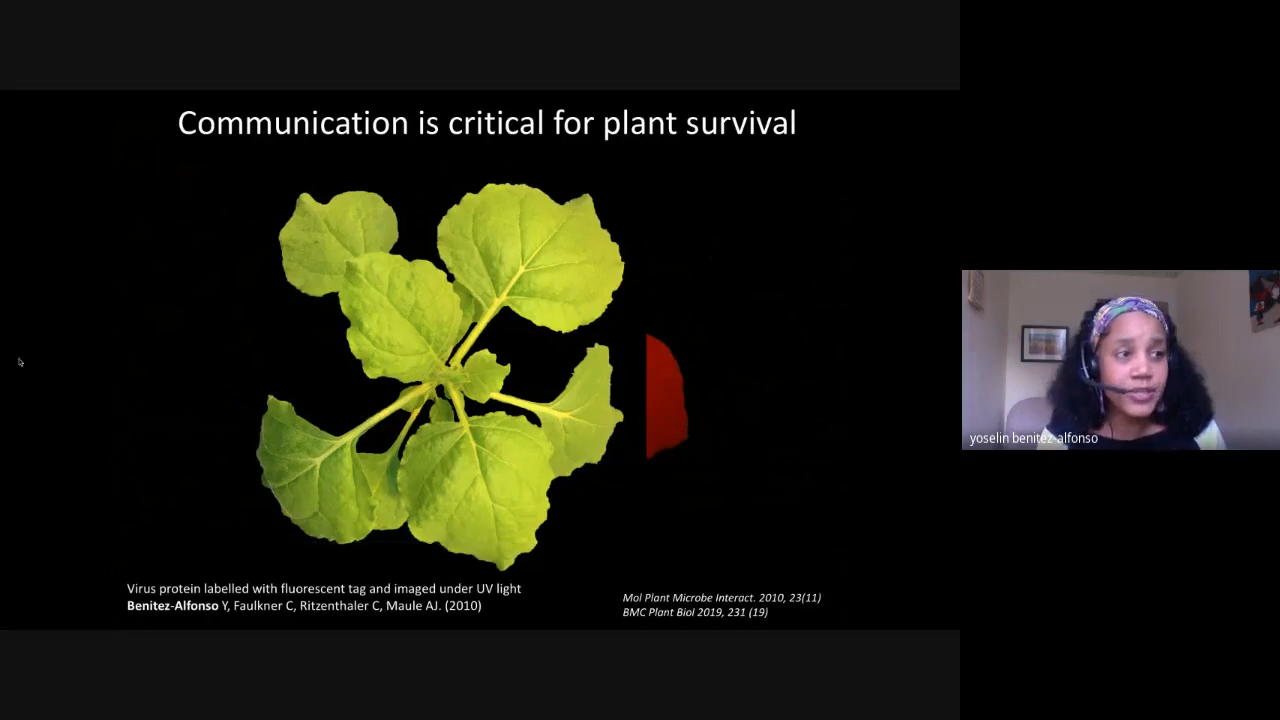 Communication is critical for plant survival
Virus protein labelled with fluorescent tag and imaged under UV light
Benitez-Alfonso Y, Faulkner C, Ritzenthaler C, Maule AJ. (2010)
Mol Plant Microbe Interact. 2010, 23(11)
BMC Plant Biol 2019, 231 (19)
yoselin benitez-alfonso